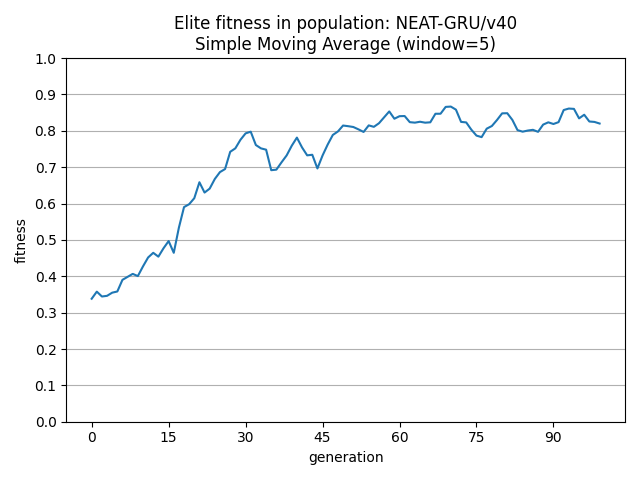 Elite fitness in population: NEAT-GRU/v40
Simple Moving Average (window=5)
1.0
0.9
0.8
0.7
0.6
0.5
0.4
0.3
0.2
0.1
0.0
fitness
0 15 30 45 60 75 90
generation